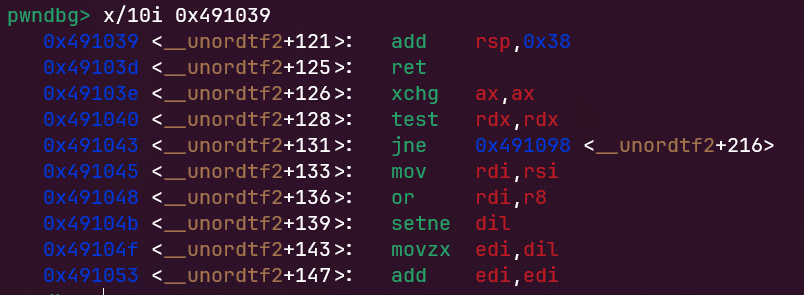 pwndbg> x/10i 0x491039
0x491039 <__unordtf2+121>: add rsp,0x38
0x49103d <__unordtf2+125>: ret
0x49103e <__unordtf2+126>: xchg ax,ax
0x491040 <__unordtf2+128>: test rdx,rdx
0x491043 <__unordtf2+131>: jne 0x491098 <__unordtf2+216>
0x491045 <__unordtf2+133>: mov rdi,rsi
0x491048 <__unordtf2+136>: or rdi,r8
0x49104b <__unordtf2+139>: setne dil
0x49104f <__unordtf2+143>: movzx edi,dil
0x491053 <__unordtf2+147>: add edi,edi